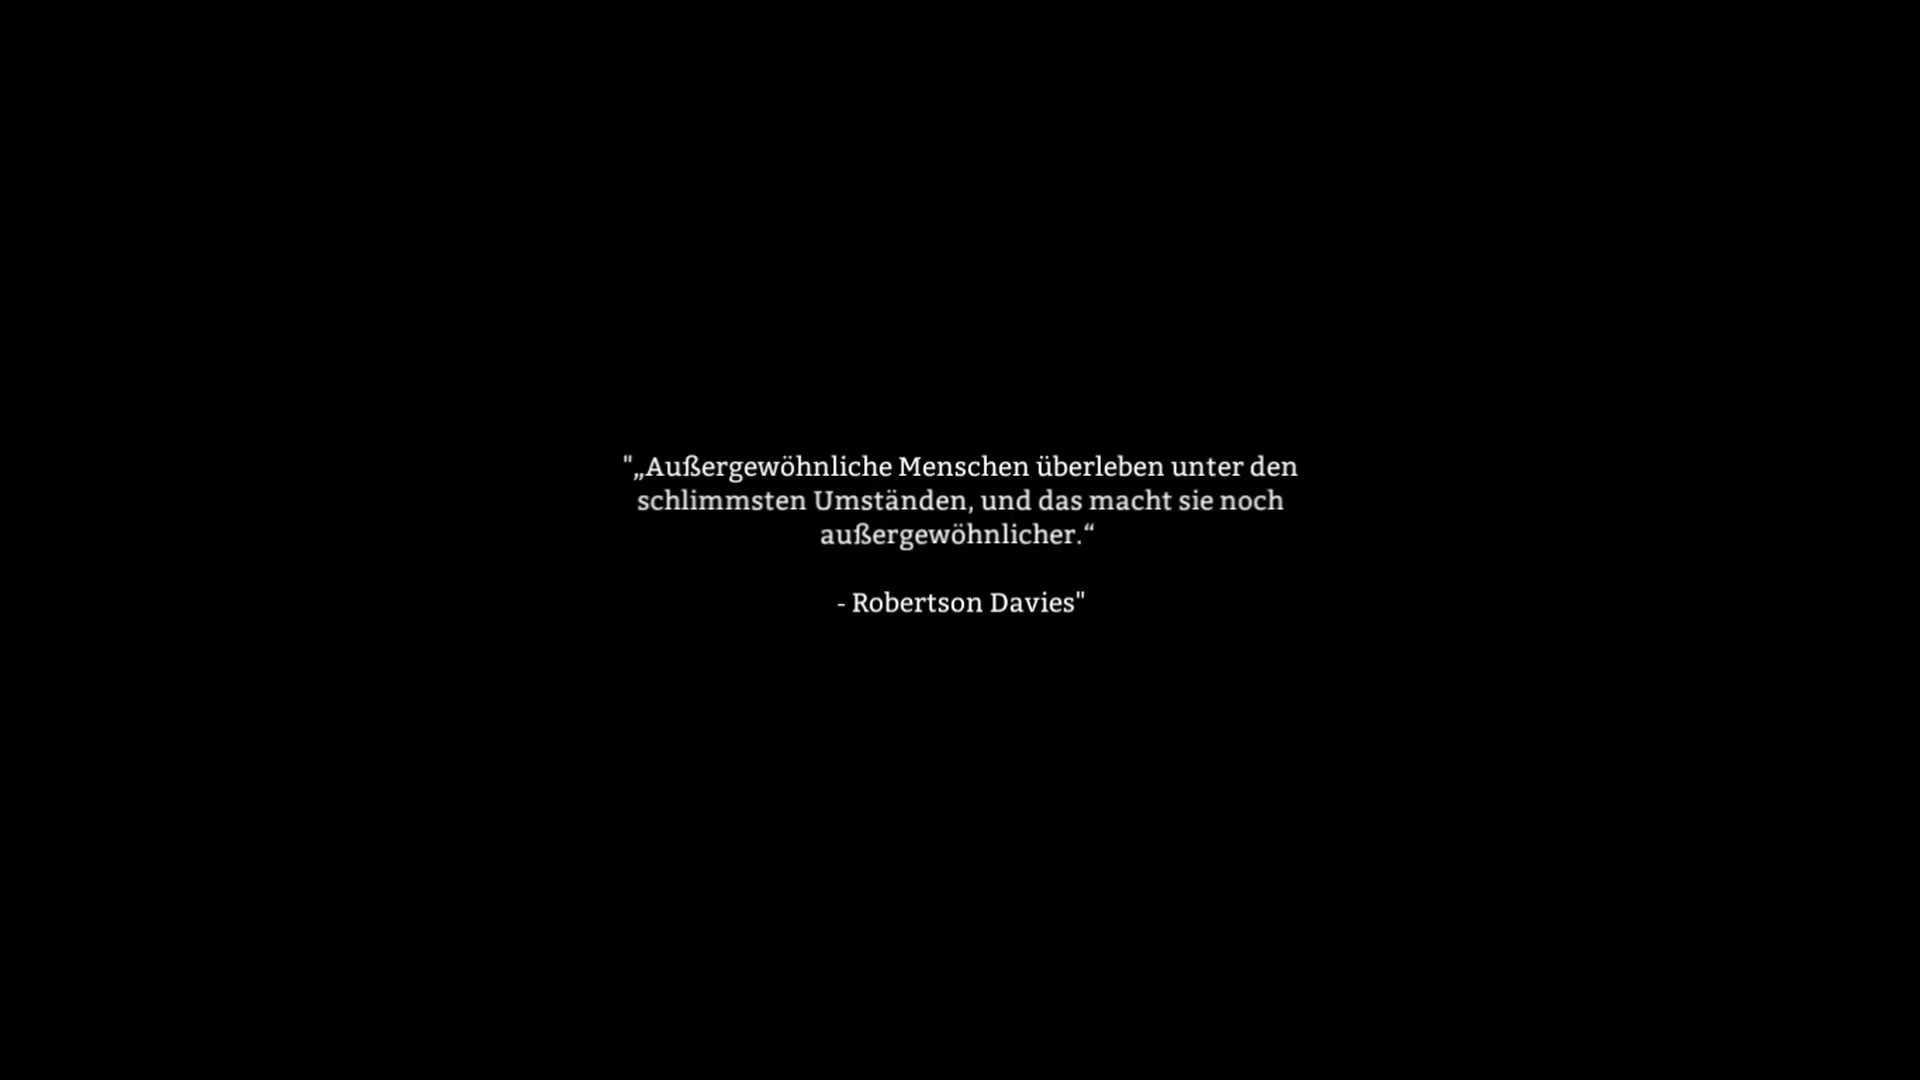 "„Außergewöhnliche Menschen überleben unter den
schlimmsten Umständen, und das macht sie noch
außergewöhnlicher.“
- Robertson Davies"